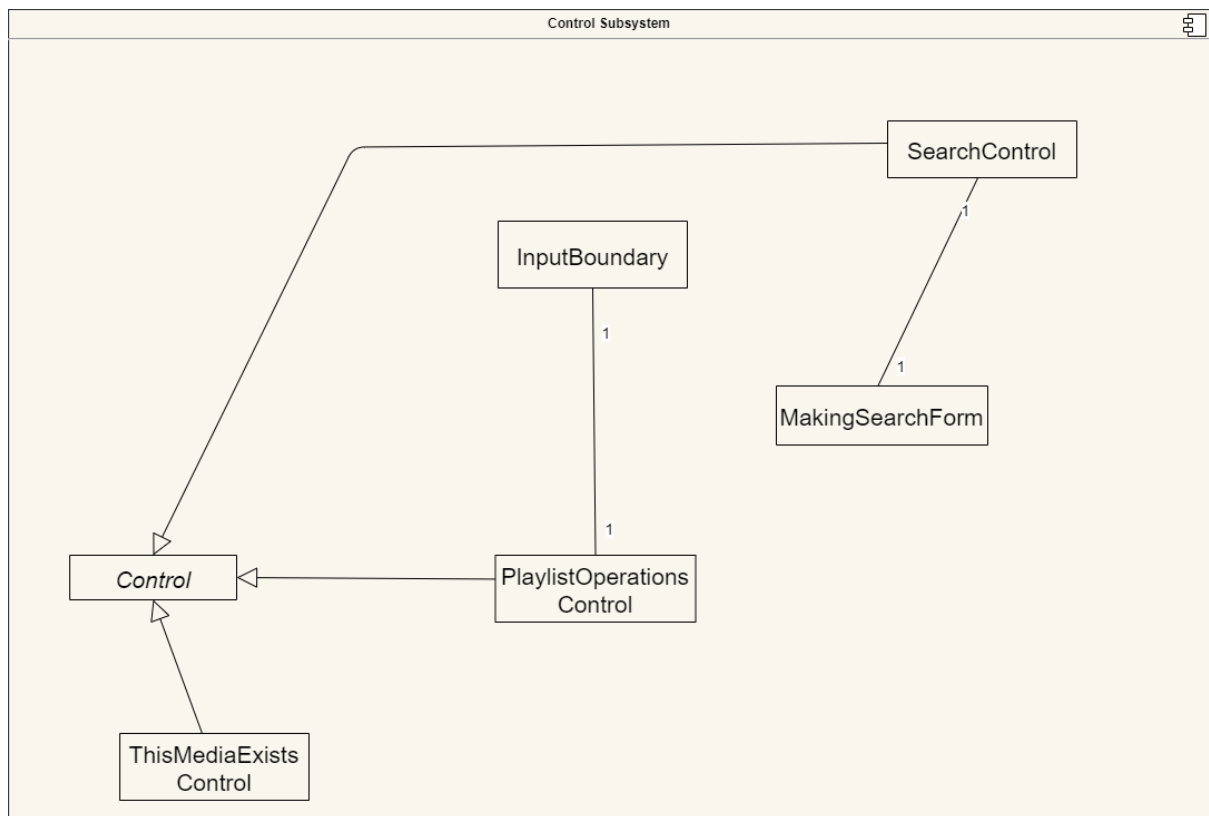 Control Subsystem
SearchControl
1
InputBoundary
1
1
MakingSearchForm
1
PlaylistOperations
Control
Control
ThisMediaExists
Control